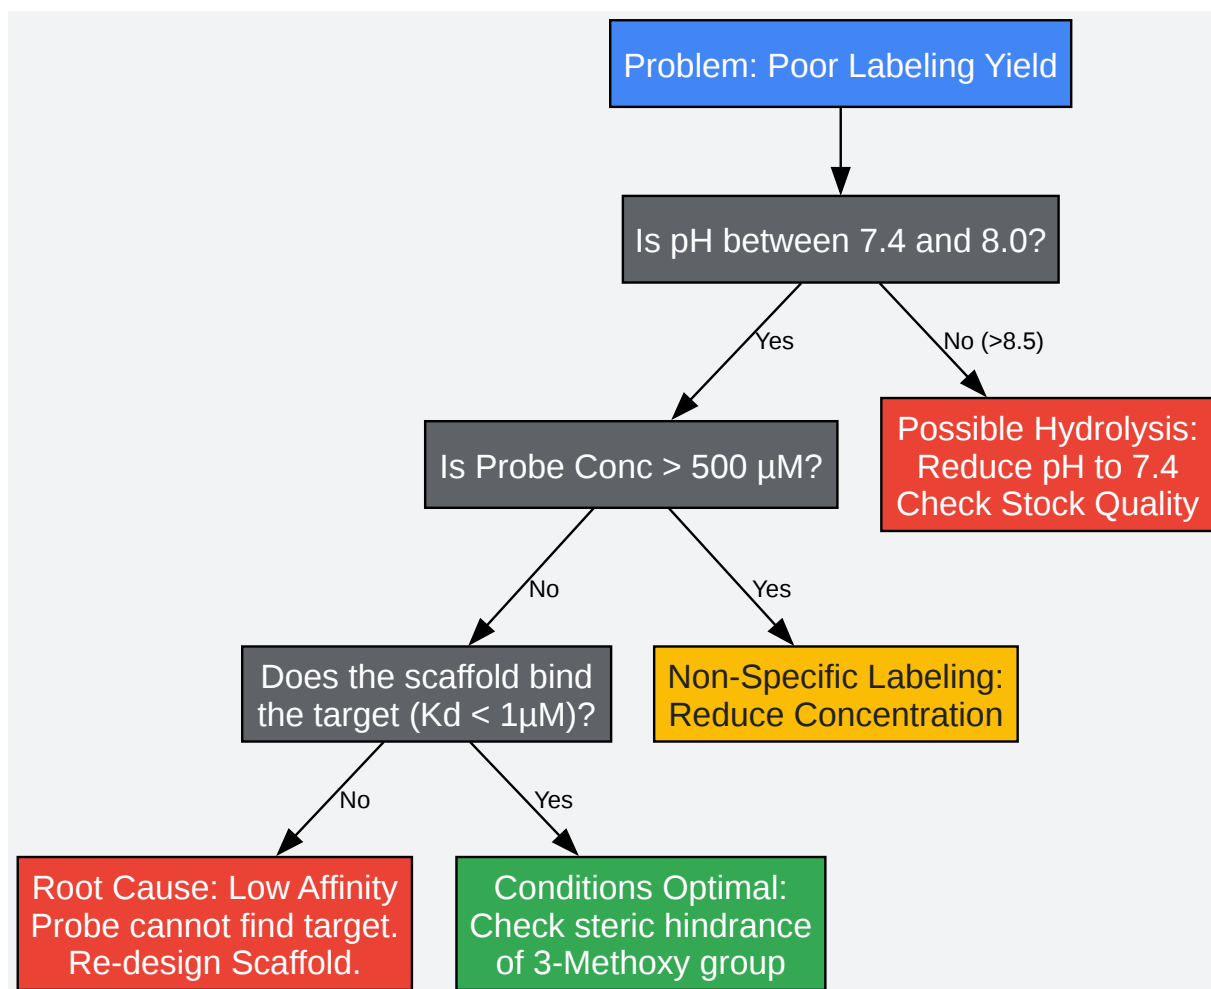 Problem: Poor Labeling Yield
Is pH between 7.4 and 8.0?
Yes
No (>8.5)
Possible Hydrolysis:
Reduce pH to 7.4
Check Stock Quality
Is Probe Conc > 500 µM?
No
Yes
Does the scaffold bind
the target (Kd < 1µM)?
Non-Specific Labeling:
Reduce Concentration
No
Yes
Root Cause: Low Affinity
Probe cannot find target.
Re-design Scaffold.
Conditions Optimal:
Check steric hindrance
of 3-Methoxy group